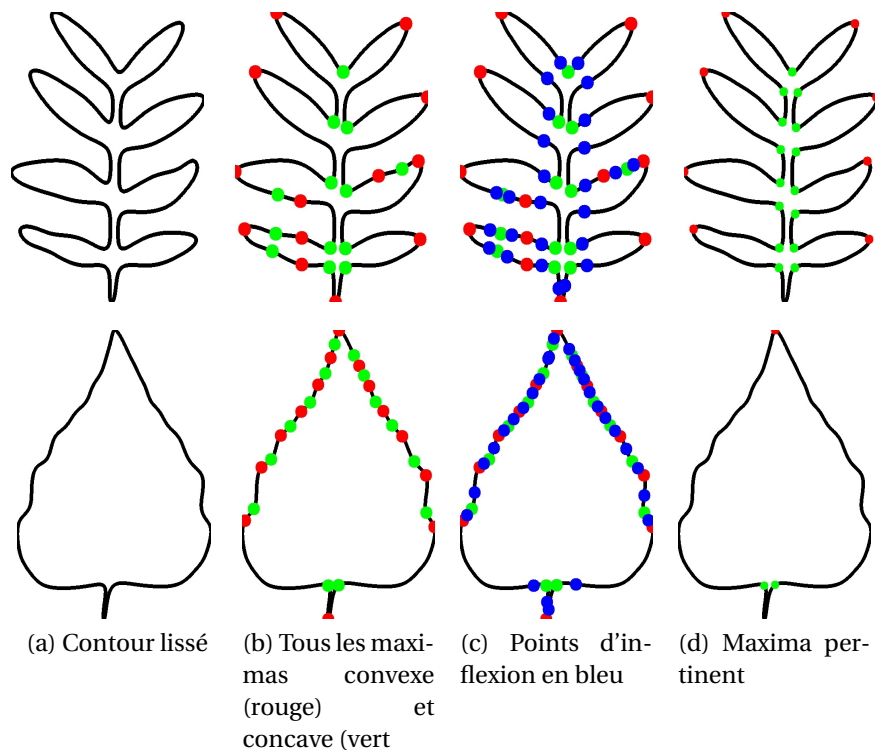 (a) Contour lissé
(b) Tous les maxi-
mas convexe
(rouge) et
concave (vert
(c) Points d'in-
flexion en bleu
(d) Maxima per-
tinent